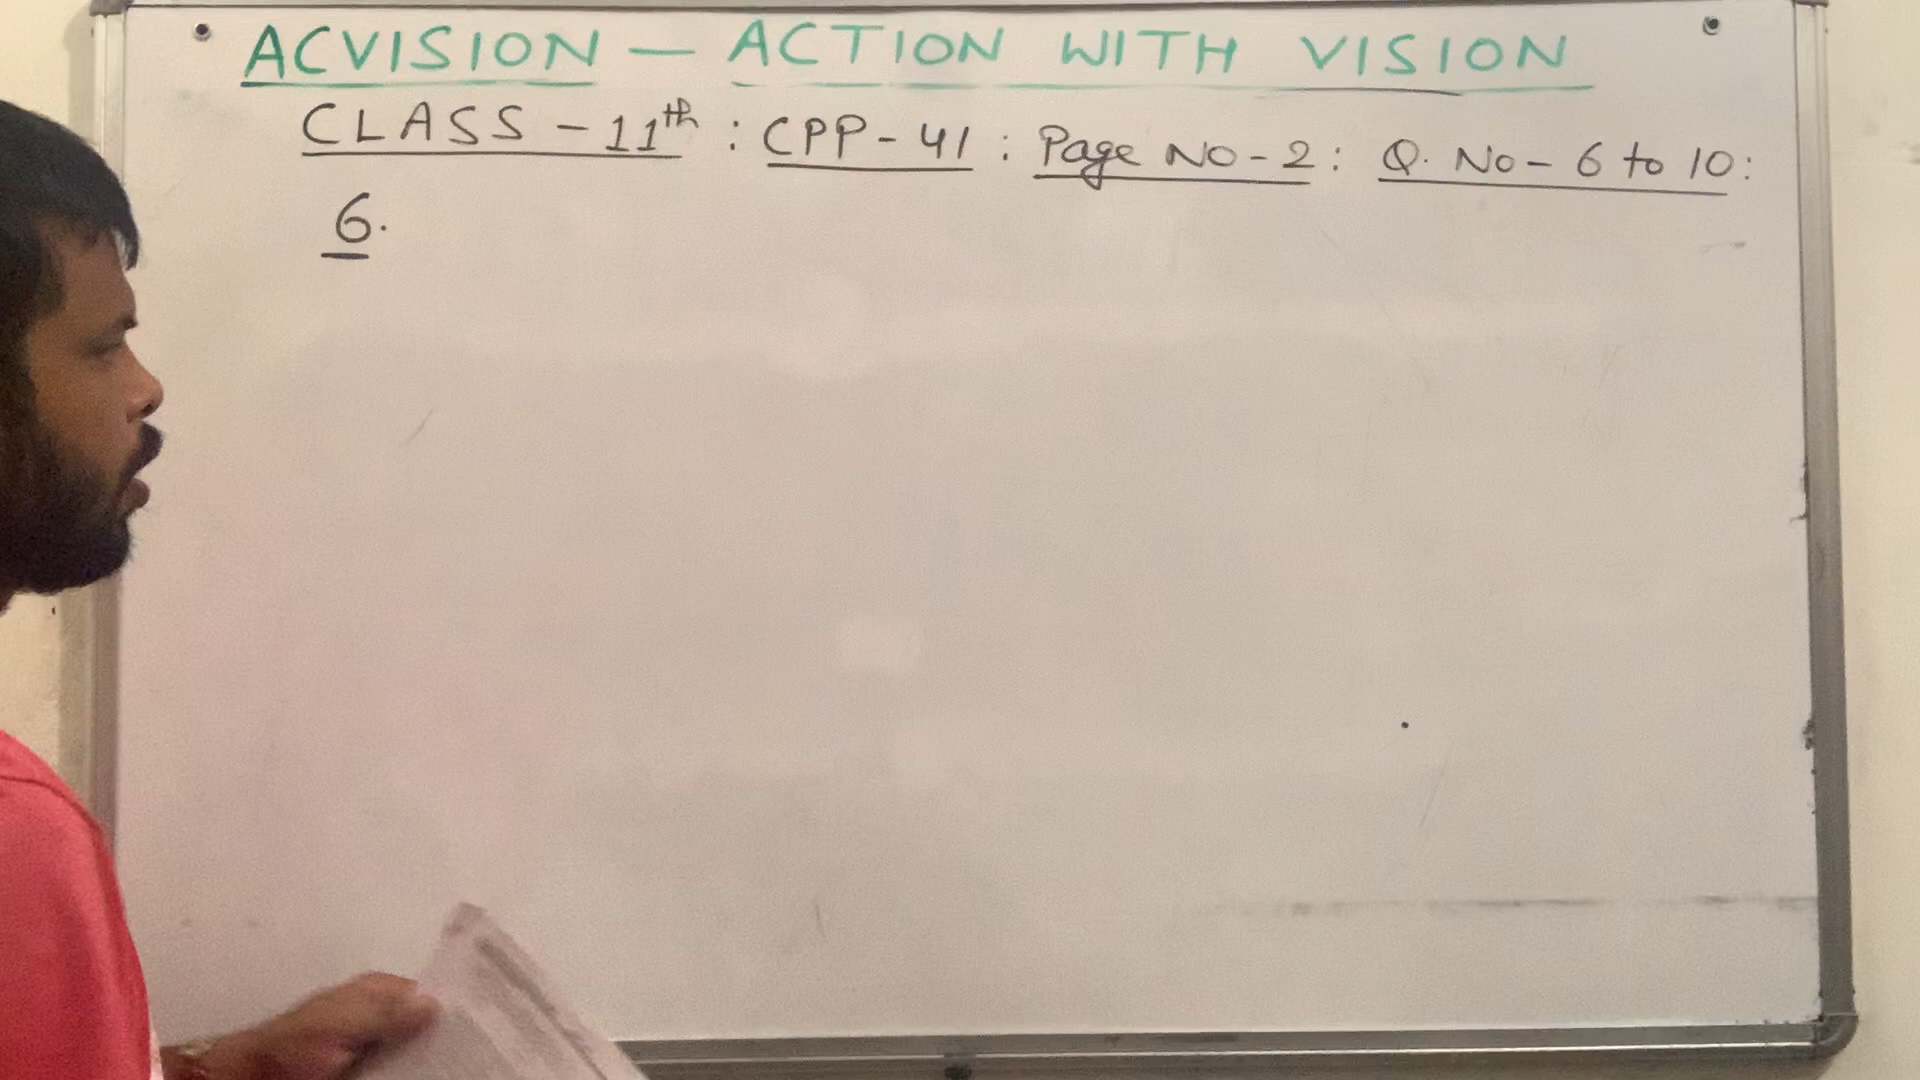 ACVISION - ACTION WITH VISION
CLASS - 11th : CPP - 41 : Page No - 2 : Q. No - 6 to 10 :
6.